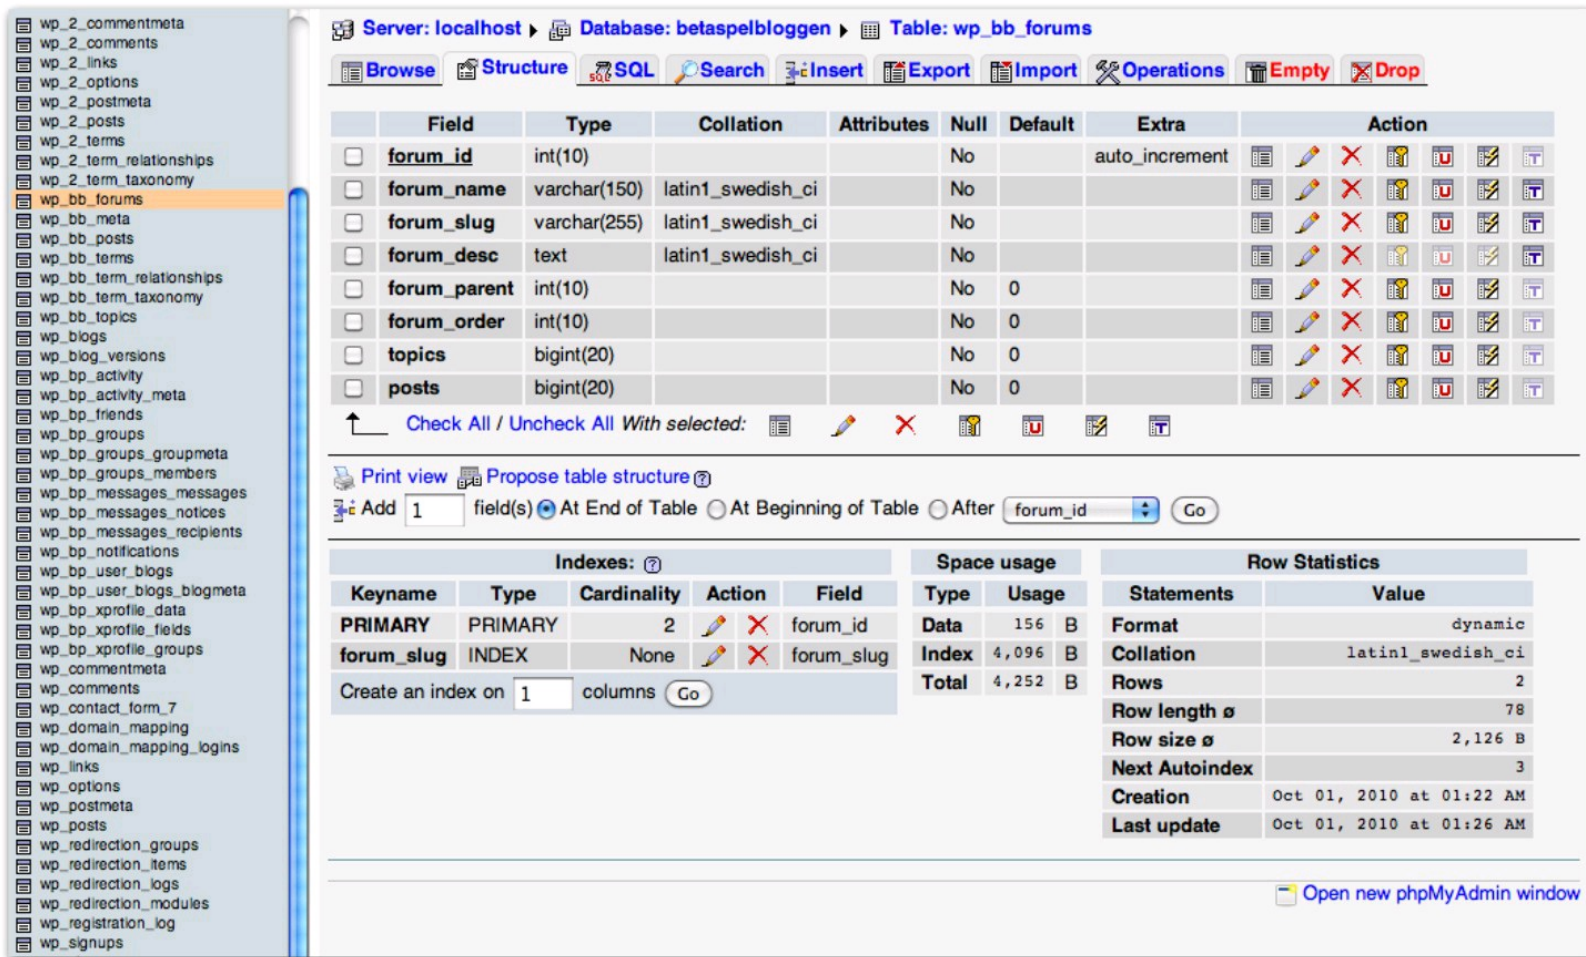 wp_2_commentmeta
wp_2_comments
wp_2_links
wp_2_options
wp_2_postmeta
wp_2_posts
wp_2_terms
wp_2_term_relationships
wp_2_term_taxonomy
wp_bb_forums
wp_bb_meta
wp_bb_posts
wp_bb_terms
wp_bb_term_relationships
wp_bb_term_taxonomy
wp_bb_topics
wp_blogs
wp_blog_versions
wp_bp_activity
wp_bp_activity_meta
wp_bp_friends
wp_bp_groups
wp_bp_groups_groupmeta
wp_bp_groups_members
wp_bp_messages_messages
wp_bp_messages_notices
wp_bp_messages_recipients
wp_bp_notifications
wp_bp_user_blogs
wp_bp_user_blogs_blogmeta
wp_bp_xprofile_data
wp_bp_xprofile_fields
wp_bp_xprofile_groups
wp_commentmeta
wp_comments
wp_contact_form_7
wp_domain_mapping
wp_domain_mapping_logins
wp_links
wp_options
wp_postmeta
wp_posts
wp_redirection_groups
wp_redirection_items
wp_redirection_logs
wp_redirection_modules
wp_registration_log
wp_signups
Server: localhost Database: betaspelbloggen Table: wp_bb_forums
Browse Structure SQL Search Insert Export Import Operations Empty Drop
Field Type Collation Attributes Null Default Extra Action
forum_id int(10) No auto_increment
forum_name varchar(150) latin1_swedish_ci No
forum_slug varchar(255) latin1_swedish_ci No
forum_desc text latin1_swedish_ci No
forum_parent int(10) No 0
forum_order int(10) No 0
topics bigint(20) No 0
posts bigint(20) No 0
Check All / Uncheck All With selected:
Print view Propose table structure
Add 1 field(s) At End of Table At Beginning of Table After forum_id Go
Indexes:
Keyname Type Cardinality Action Field
PRIMARY PRIMARY 2 forum_id
forum_slug INDEX None forum_slug
Create an index on 1 columns Go
Space usage
Type Usage
Data 156 B
Index 4,096 B
Total 4,252 B
Row Statistics
Statements Value
Format dynamic
Collation latin1_swedish_ci
Rows 2
Row length ø 78
Row size ø 2,126 B
Next Autoindex 3
Creation Oct 01, 2010 at 01:22 AM
Last update Oct 01, 2010 at 01:26 AM
Open new phpMyAdmin window